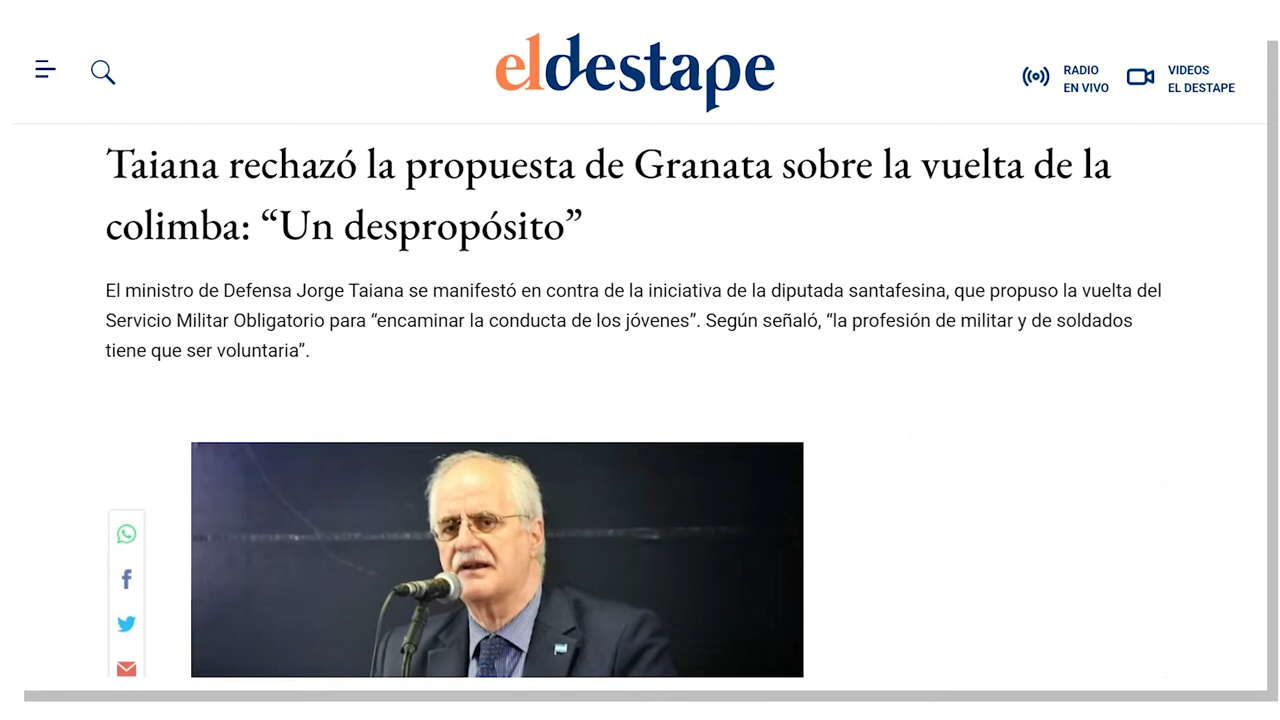 eldestape
RADIO
EN VIVO
VIDEOS
EL DESTAPE
Taiana rechazó la propuesta de Granata sobre la vuelta de la
colimba: “Un despropósito”
El ministro de Defensa Jorge Taiana se manifestó en contra de la iniciativa de la diputada santafesina, que propuso la vuelta del
Servicio Militar Obligatorio para “encaminar la conducta de los jóvenes”. Según señaló, “la profesión de militar y de soldados
tiene que ser voluntaria”.